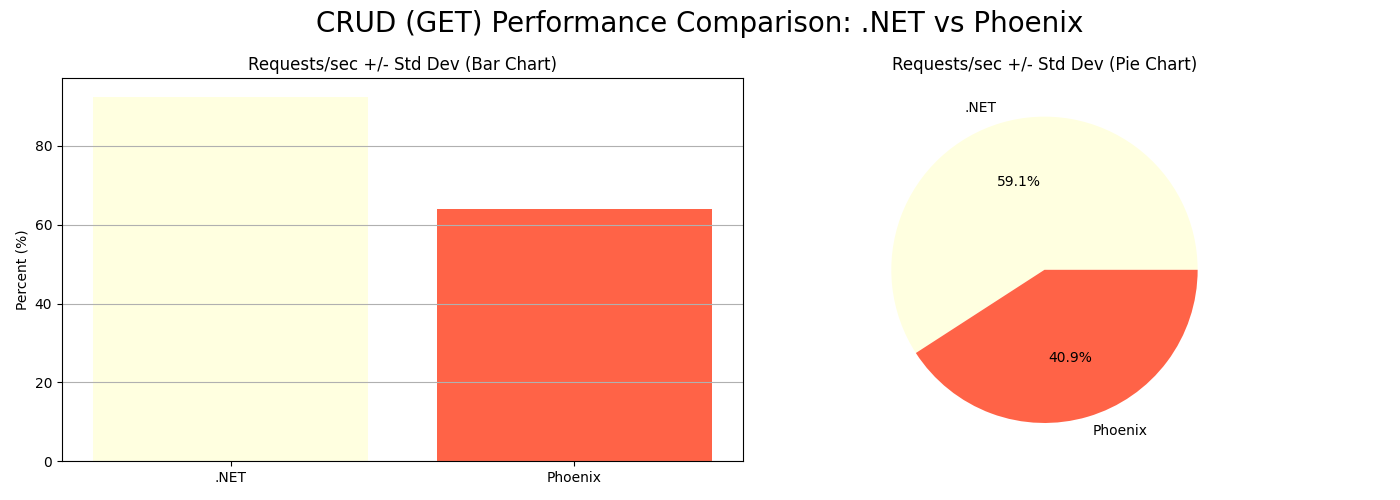 CRUD (GET) Performance Comparison: .NET vs Phoenix
Requests/sec +/- Std Dev (Bar Chart)
Percent (%)
80
60
40
20
0
.NET
Phoenix
Requests/sec +/- Std Dev (Pie Chart)
.NET
59.1%
40.9%
Phoenix